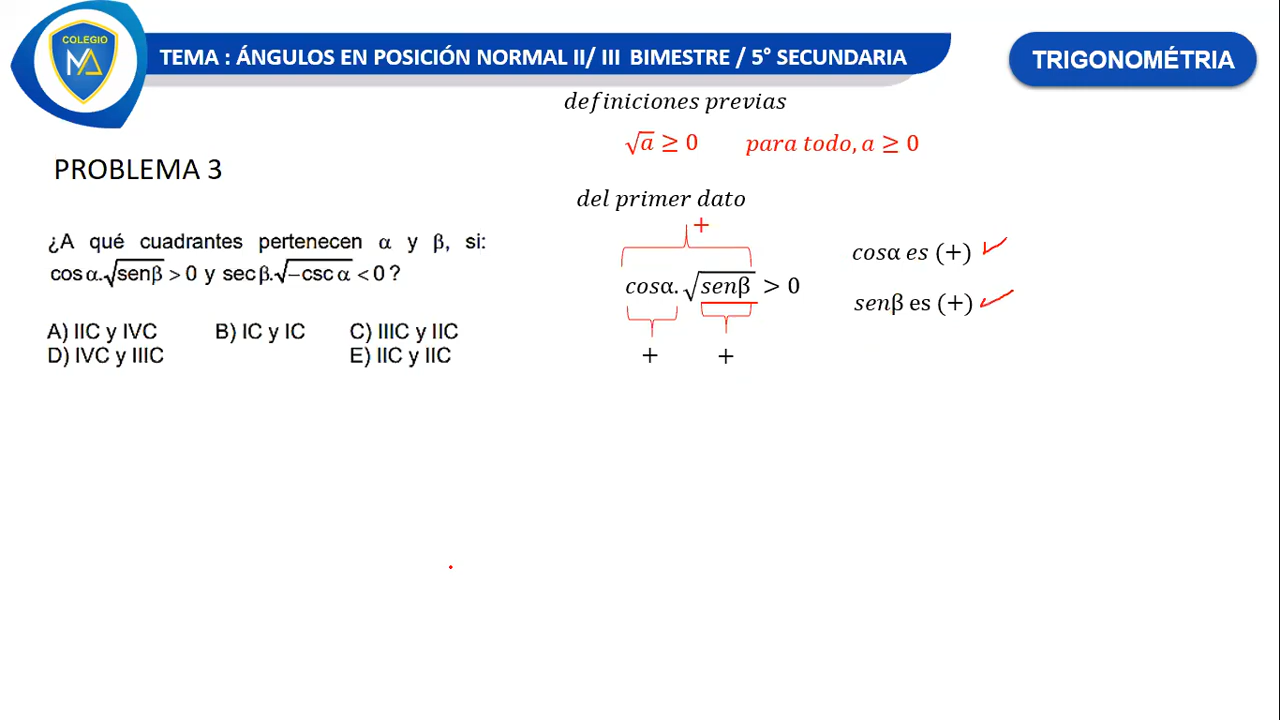 COLEGIO
MA
TEMA : ÁNGULOS EN POSICIÓN NORMAL II/ III BIMESTRE / 5° SECUNDARIA
TRIGONOMÉTRIA
definiciones previas
√a ≥ 0 para todo, a ≥ 0
PROBLEMA 3
¿A qué cuadrantes pertenecen α y β, si:
cosα.√senβ > 0 y secβ.√−cscα < 0 ?
A) IIC y IVC B) IC y IC C) IIIC y IIC
D) IVC y IIIC E) IIC y IIC
del primer dato
+
cosα.√senβ > 0
+ +
cosα es (+) ✓
senβ es (+) ✓